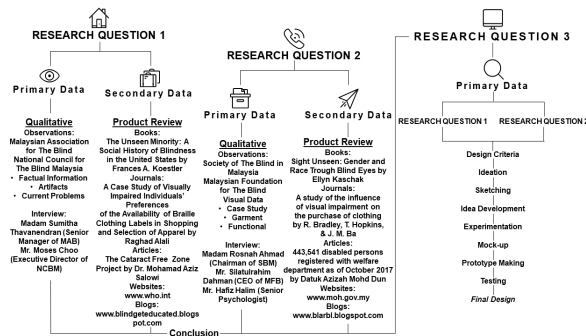 RESEARCH QUESTION 1
Primary Data
Qualitative
Observations:
Malaysian Association
for The Blind
National Council for
The Blind Malaysia
• Factual Information
• Artifacts
• Current Problems
Interview:
Madam Sumitha
Thavanendran (Senior
Manager of MAB)
Mr. Moses Choo
(Executive Director of
NCBM)
Secondary Data
Product Review
Books:
The Unseen Minority: A
Social History of Blindness
in the United States by
Frances A. Koestler
Journals:
A Case Study of Visually
Impaired Individuals'
Preferences
of the Availability of Braille
Clothing Labels in Shopping
and Selection of Apparel by
Raghad Alali
Articles:
The Cataract Free Zone
Project by Dr. Mohamad Aziz
Salowi
Websites:
www.who.int
Blogs:
www.blindgeteducated.blogs
pot.com
RESEARCH QUESTION 2
Primary Data
Qualitative
Observations:
Society of The Blind in
Malaysia
Malaysian Foundation
for The Blind
Visual Data
• Case Study
• Garment
• Functional
Interview:
Madam Rosnah Ahmad
(Chairman of SBM)
Mr. Silatulrahim
Dahman (CEO of MFB)
Mr. Hafiz Halim (Senior
Psychologist)
Secondary Data
Product Review
Books:
Sight Unseen: Gender and
Race Trough Blind Eyes by
Ellyn Kaschak
Journals:
A study of the influence
of visual impairment on
the purchase of clothing
by R. Bradley, T. Hopkins,
& J. M. Ba
Articles:
443,541 disabled persons
registered with welfare
department as of October 2017
by Datuk Azizah Mohd Dun
Websites:
www.moh.gov.my
Blogs:
www.blarbl.blogspot.com
Conclusion
RESEARCH QUESTION 3
Primary Data
RESEARCH QUESTION 1
RESEARCH QUESTION 2
Design Criteria
Ideation
Sketching
Idea Development
Experimentation
Mock-up
Prototype Making
Testing
Final Design